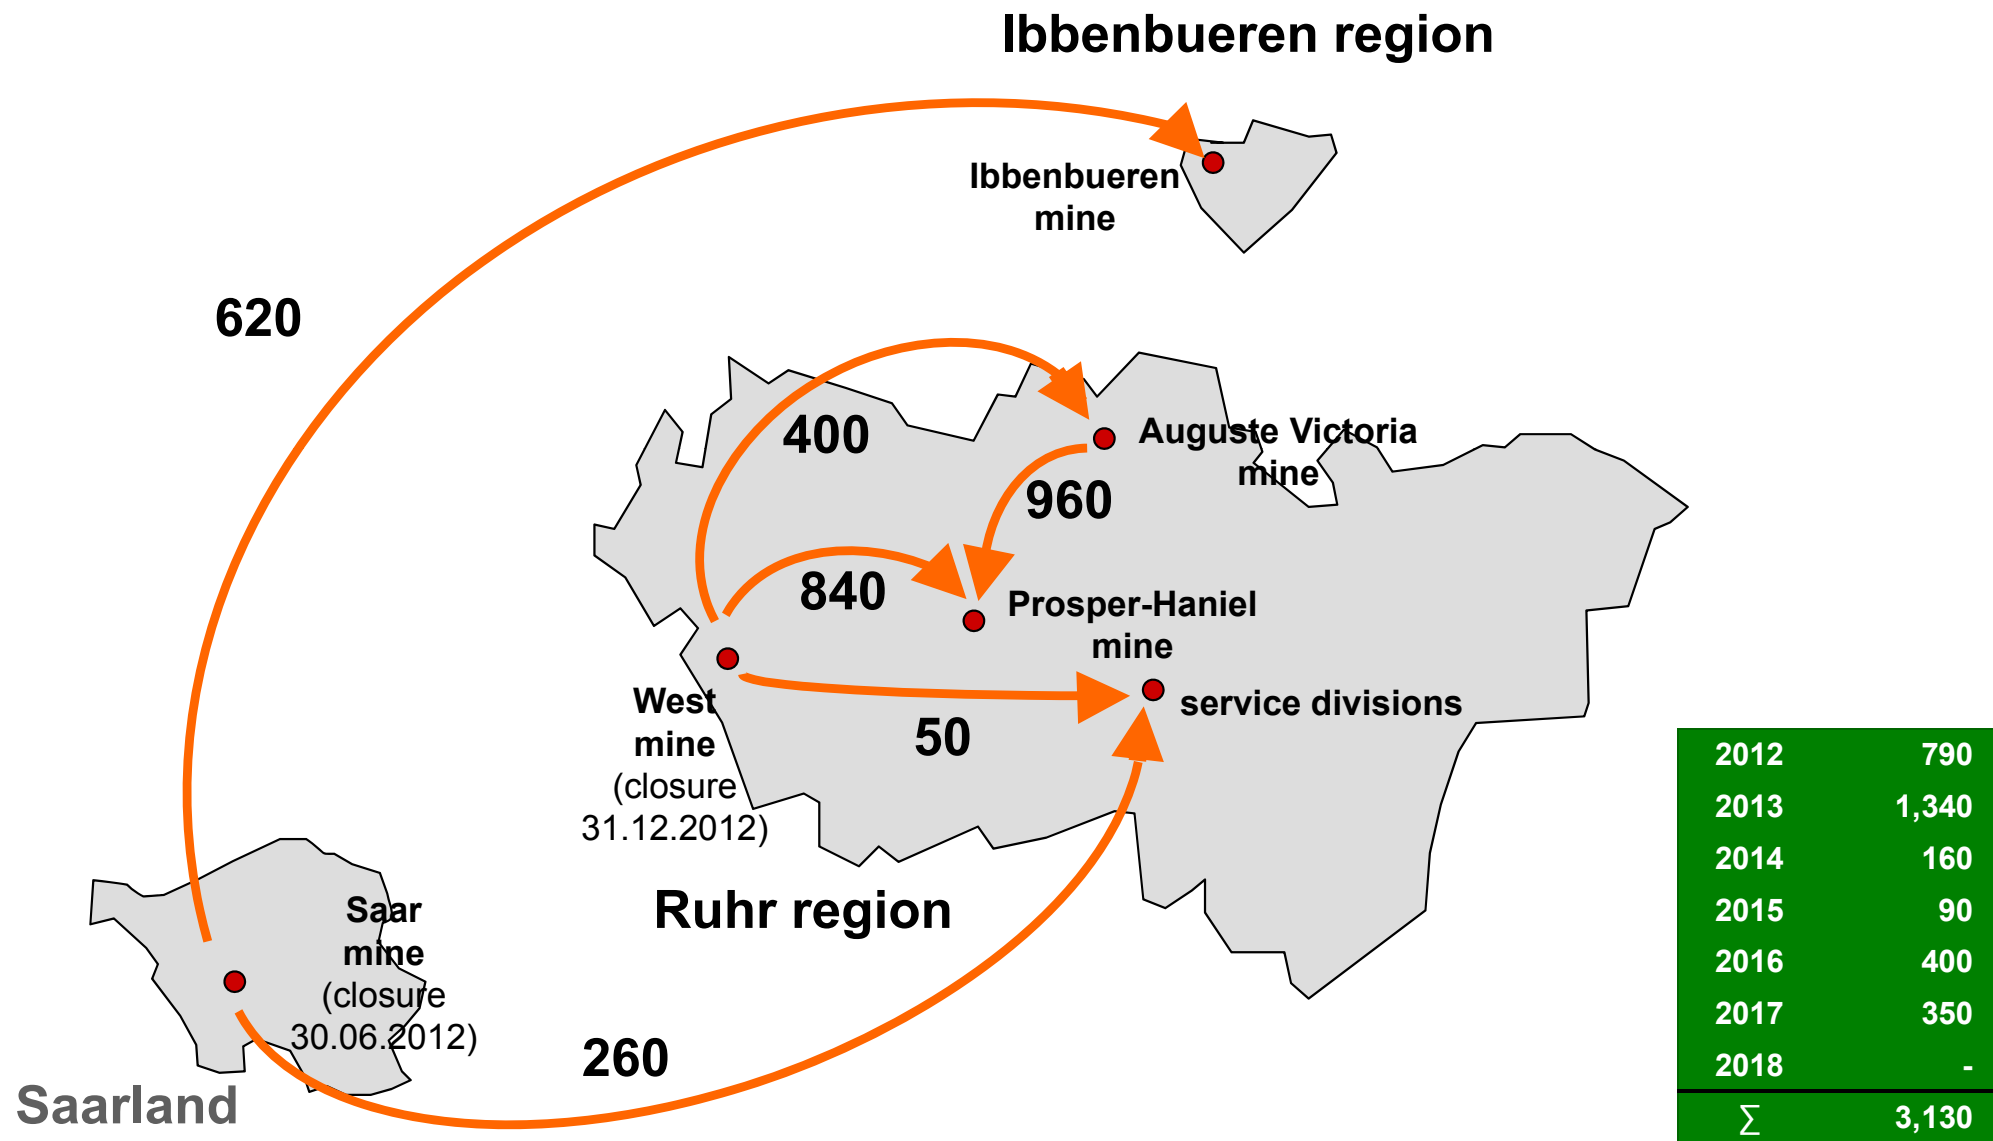 Ibbenbueren region
Ibbenbueren
mine
620
400
Auguste Victoria
mine
960
840
Prosper-Haniel
mine
West
mine
(closure
31.12.2012)
service divisions
50
Ruhr region
Saar
mine
(closure
30.06.2012)
260
Saarland
2012 790
2013 1,340
2014 160
2015 90
2016 400
2017 350
2018 -
∑ 3,130